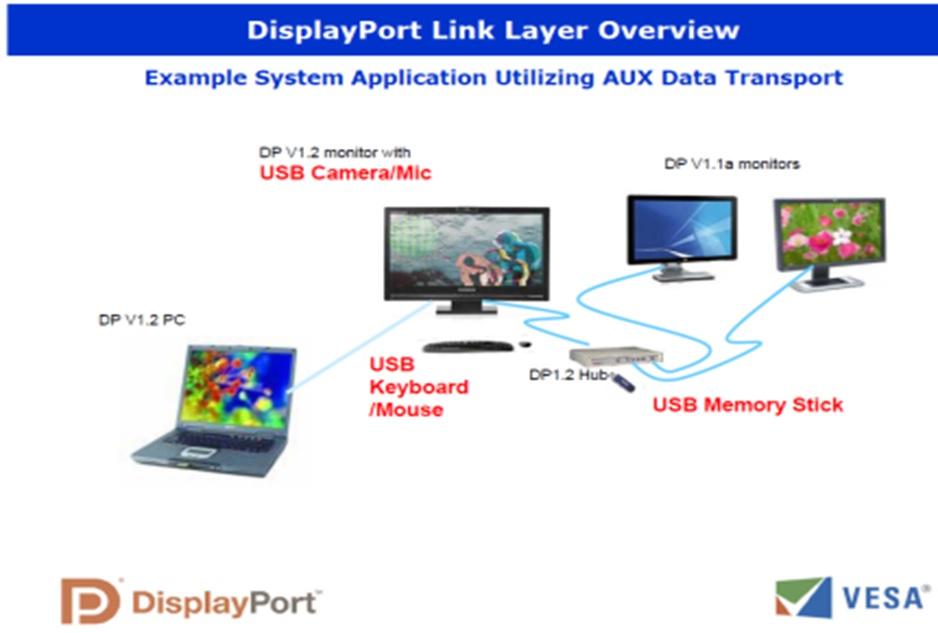 DisplayPort Link Layer Overview
Example System Application Utilizing AUX Data Transport
DP V1.2 monitor with
USB Camera/Mic
DP V1.1a monitors
DP V1.2 PC
USB
Keyboard
/Mouse
DP1.2 Hub
USB Memory Stick
DisplayPort™
VESA®